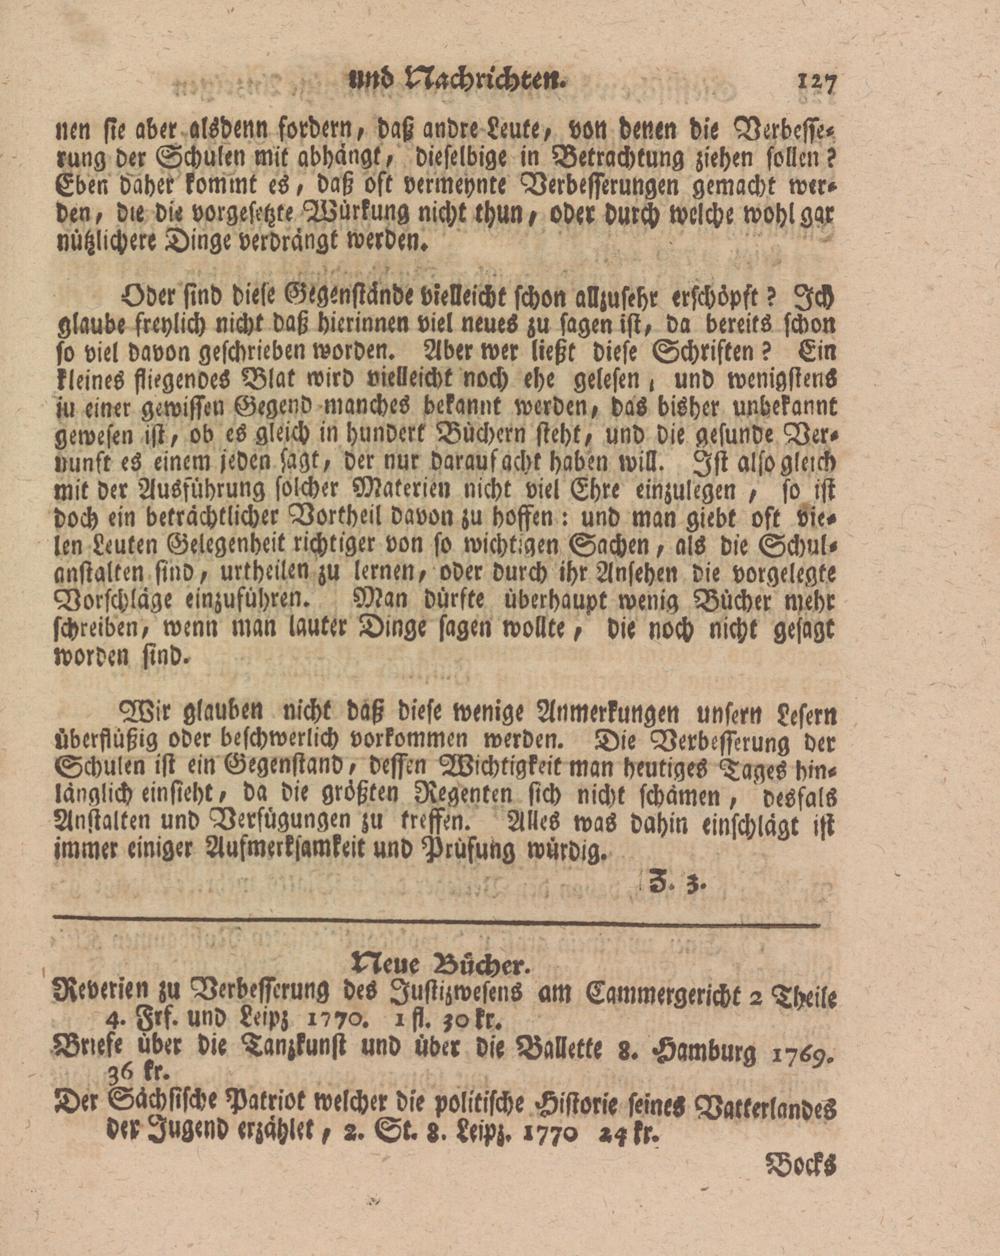 und Nachrichten. 127
nen sie aber alsdenn fordern, daß andre Leute, von denen die Verbesse-
rung der Schulen mit abhängt, dieselbige in Betrachtung ziehen sollen?
Eben daher kommt es, daß oft vermeynte Verbesserungen gemacht wer-
den, die die vorgesetzte Würkung nicht thun, oder durch welche wohl gar
nützlichere Dinge verdrängt werden.
Oder sind diese Gegenstände vielleicht schon allzusehr erschöpft? Ich
glaube freylich nicht daß hierinnen viel neues zu sagen ist, da bereits schon
so viel davon geschrieben worden. Aber wer ließt diese Schriften? Ein
kleines fliegendes Blat wird vielleicht noch ehe gelesen, und wenigstens
in einer gewissen Gegend manches bekannt werden, das bisher unbekannt
gewesen ist, ob es gleich in hundert Büchern steht, und die gesunde Ver-
nunft es einem jeden sagt, der nur darauf acht haben will. Ist also gleich
mit der Ausführung solcher Materien nicht viel Ehre einzulegen, so ist
doch ein beträchtlicher Vortheil davon zu hoffen: und man giebt oft vie-
len Leuten Gelegenheit richtiger von so wichtigen Sachen, als die Schul-
anstalten sind, urtheilen zu lernen, oder durch ihr Ansehen die vorgelegte
Vorschläge einzuführen. Man dürfte überhaupt wenig Bücher mehr
schreiben, wenn man lauter Dinge sagen wollte, die noch nicht gesagt
worden sind.
Wir glauben nicht daß diese wenige Anmerkungen unsern Lesern
überflüßig oder beschwerlich vorkommen werden. Die Verbesserung der
Schulen ist ein Gegenstand, dessen Wichtigkeit man heutiges Tages hin-
länglich einsieht, da die größten Regenten sich nicht schämen, desfals
Anstalten und Verfügungen zu treffen. Alles was dahin einschlägt ist
immer einiger Aufmerksamkeit und Prüfung würdig.
Z. z.
Neue Bücher.
Reverien zu Verbesserung des Justizwesens am Cammergericht 2 Theile
4. Frf. und Leipz 1770. 1 fl. 30 kr.
Briefe über die Tanzkunst und über die Ballette 8. Hamburg 1769.
36 kr.
Der Sächsische Patriot welcher die politische Historie seines Vatterlandes
der Jugend erzählet, 2. St. 8. Leipz. 1770 24 kr.
Bocks